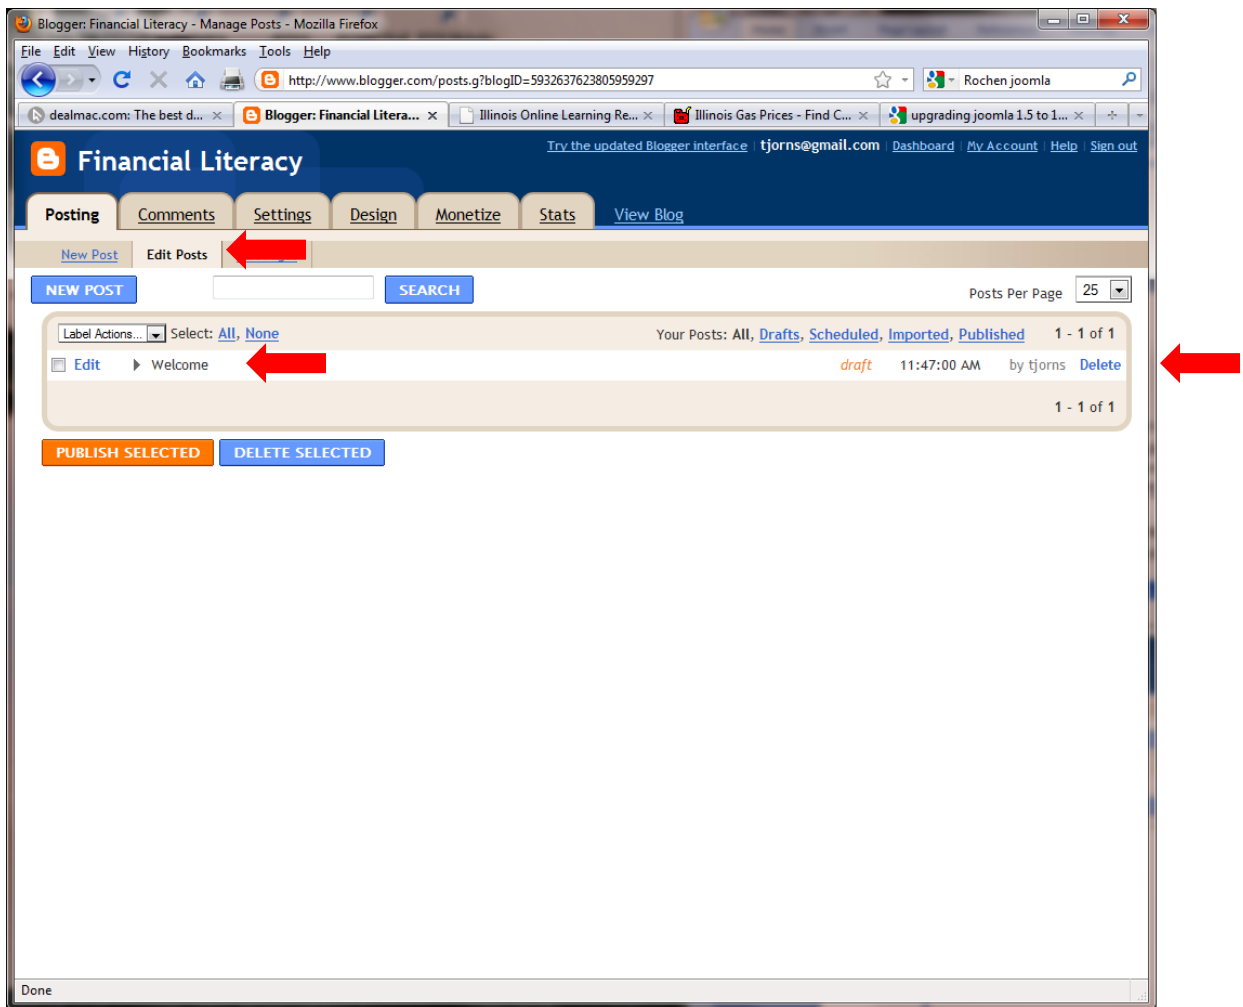 Blogger: Financial Literacy - Manage Posts - Mozilla Firefox
File Edit View History Bookmarks Tools Help
http://www.blogger.com/posts.g?blogID=5932637623805959297 Rochen joomla
dealmac.com: The best d... Blogger: Financial Litera... Illinois Online Learning Re... Illinois Gas Prices - Find C... upgrading joomla 1.5 to 1...
Try the updated Blogger interface | tjorns@gmail.com | Dashboard | My Account | Help | Sign out
Financial Literacy
Posting Comments Settings Design Monetize Stats View Blog
New Post Edit Posts
NEW POST SEARCH Posts Per Page 25
Label Actions... Select: All, None Your Posts: All, Drafts, Scheduled, Imported, Published 1 - 1 of 1
Edit Welcome draft 11:47:00 AM by tjorns Delete
1 - 1 of 1
PUBLISH SELECTED DELETE SELECTED
Done